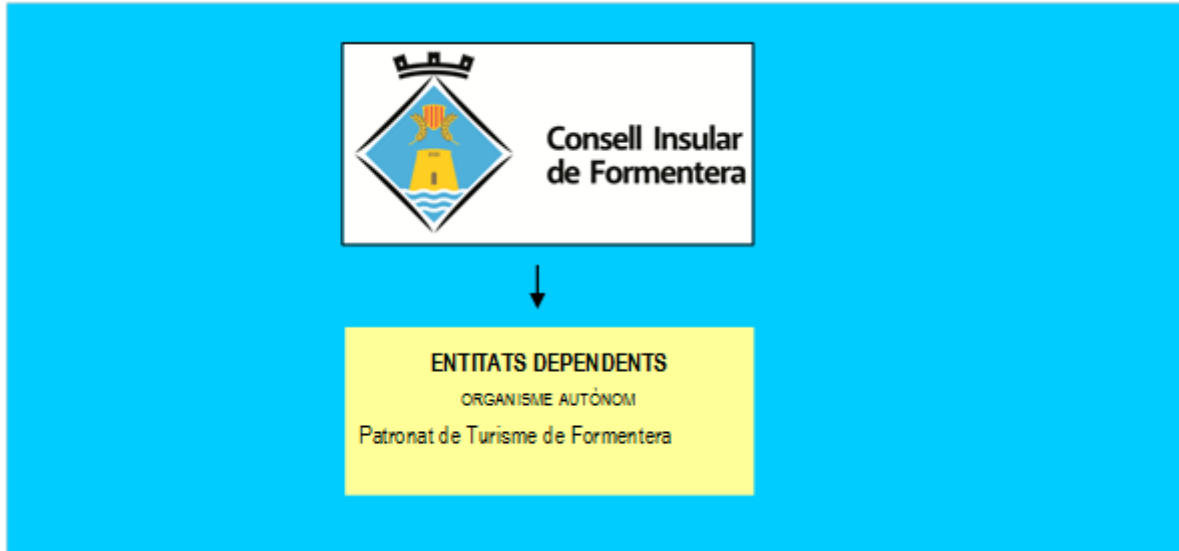 Consell Insular
de Formentera
ENTITATS DEPENDENTS
ORGANISME AUTÒNOM
Patronat de Turisme de Formentera